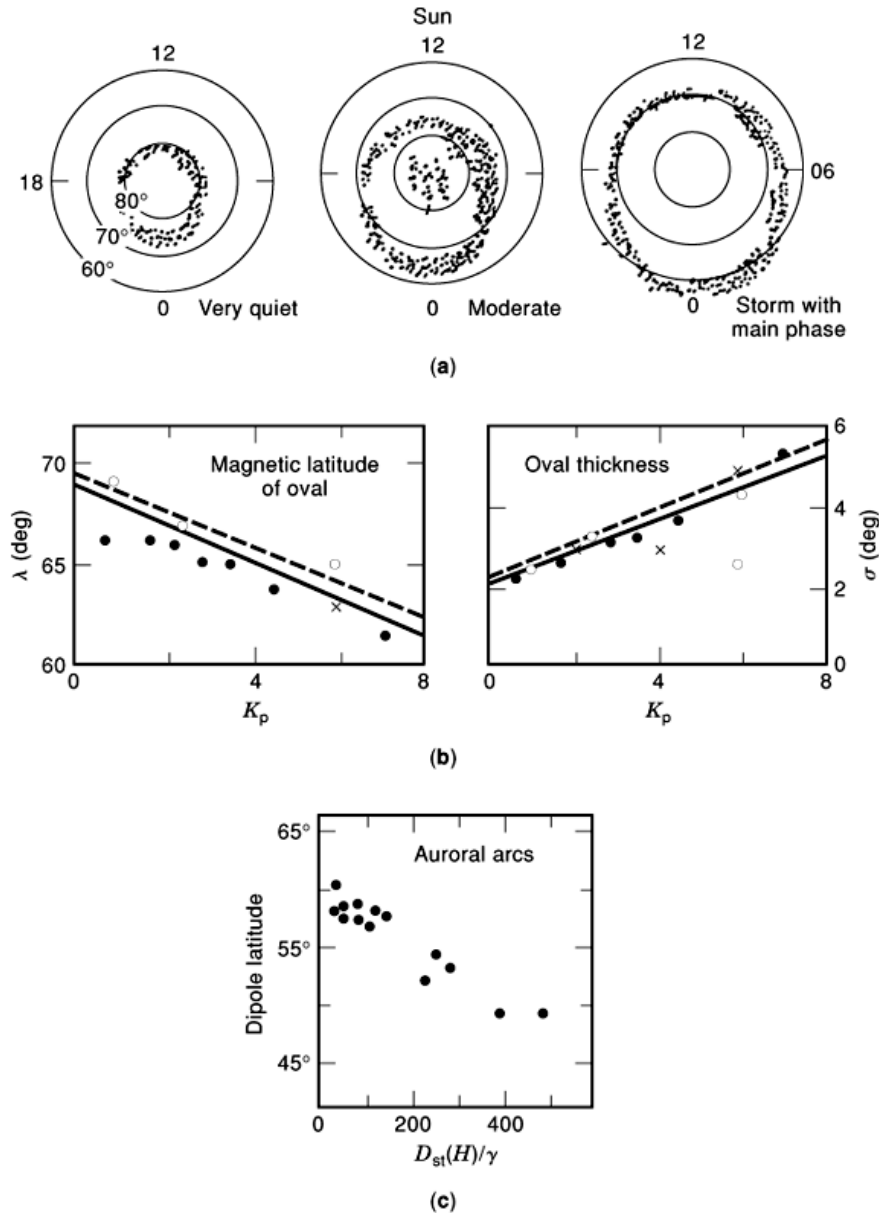 Sun
12
12
12
18
06
80°
70°
60°
0
Very quiet
0
Moderate
0
Storm with
main phase
(a)
70
65
60
λ (deg)
Magnetic latitude
of oval
0
4
8
Kp
Oval thickness
6
4
2
0
σ (deg)
0
4
8
Kp
(b)
65°
55°
45°
Dipole latitude
Auroral arcs
0
200
400
Dst(H)/γ
(c)